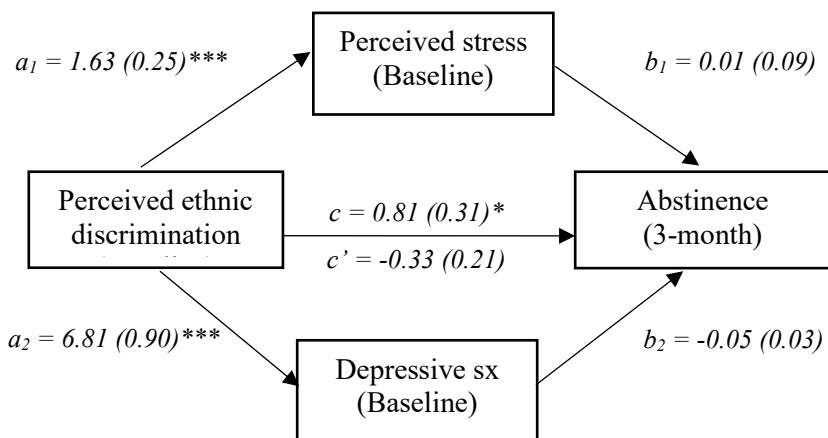 Perceived stress
(Baseline)
a1 = 1.63 (0.25)***
b1 = 0.01 (0.09)
Perceived ethnic
discrimination
c = 0.81 (0.31)*
c’ = -0.33 (0.21)
Abstinence
(3-month)
a2 = 6.81 (0.90)***
b2 = -0.05 (0.03)
Depressive sx
(Baseline)